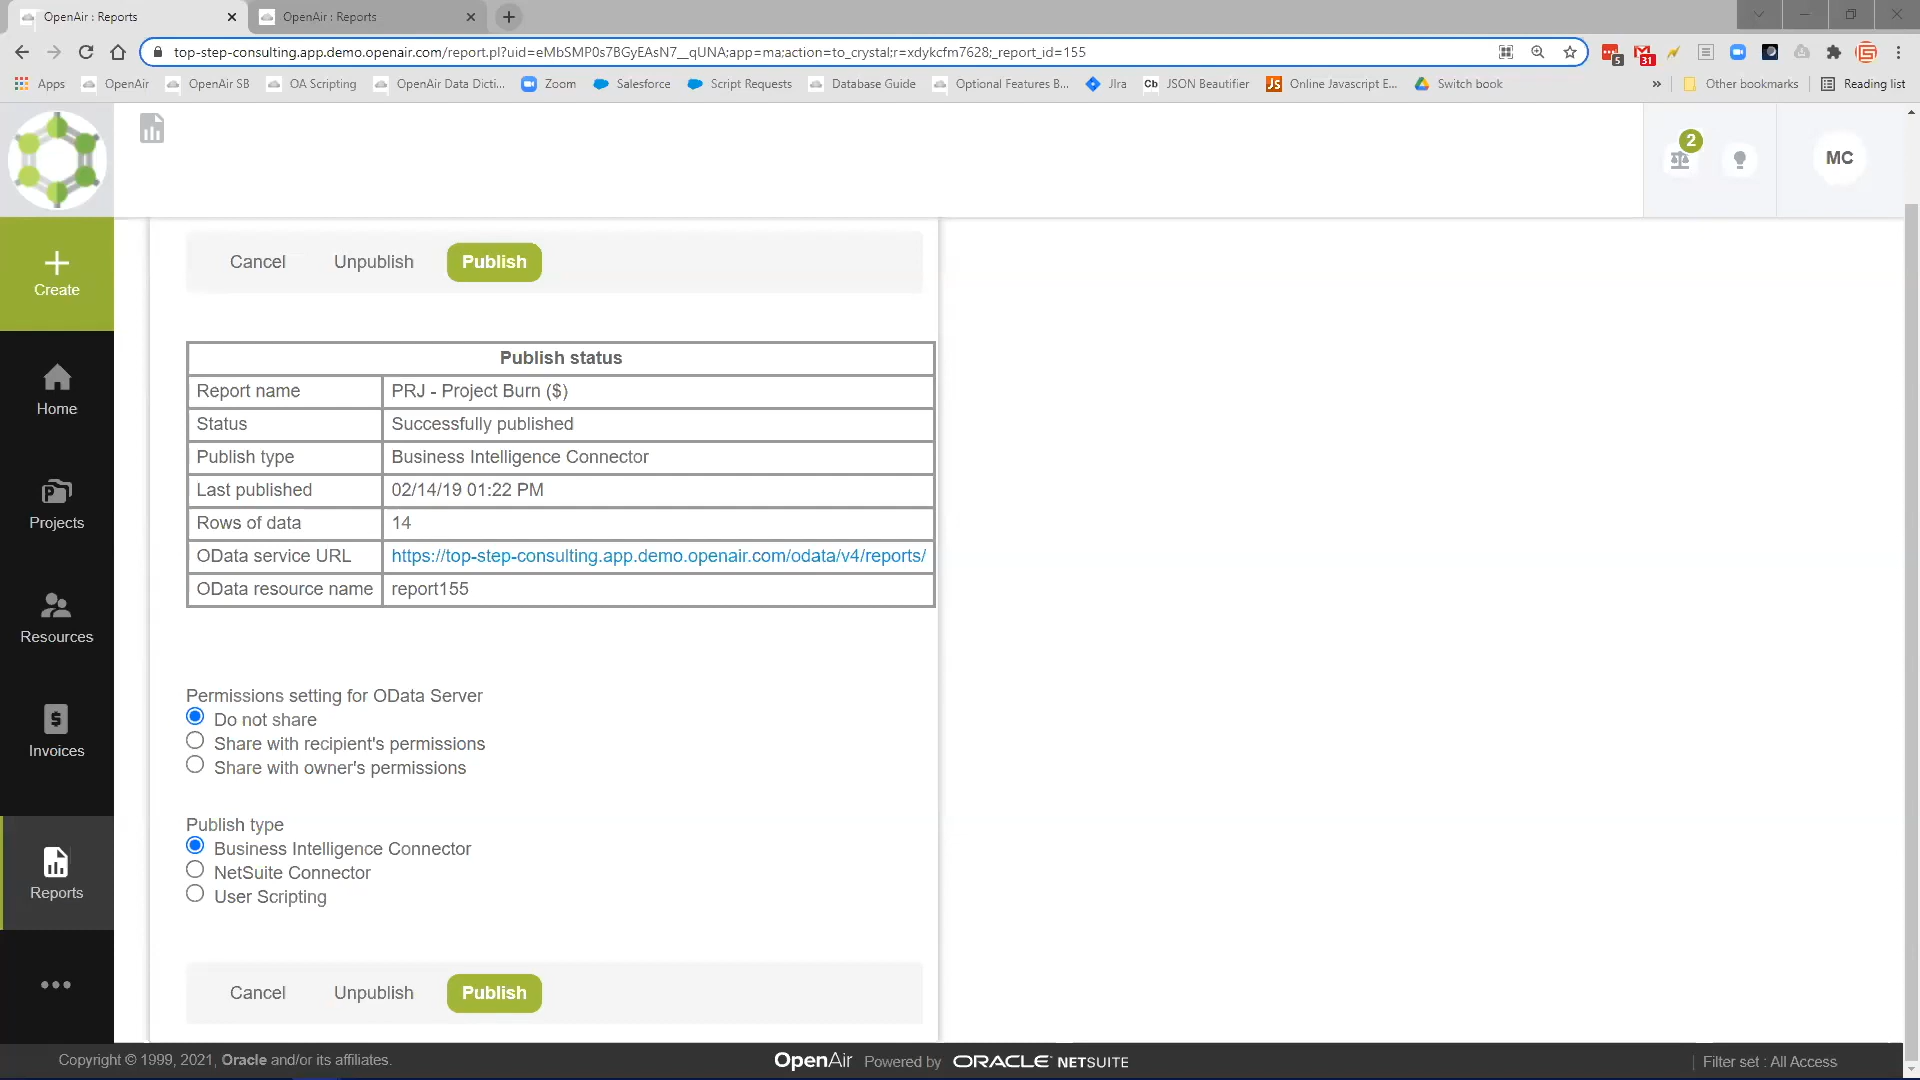 OpenAir : Reports
OpenAir : Reports
top-step-consulting.app.demo.openair.com/report.pl?uid=eMbSMP0s7BGyEAsN7__qUNA;app=ma;action=to_crystal;r=xdykcfm7628;_report_id=155
5
31
Apps
OpenAir
OpenAir SB
OA Scripting
OpenAir Data Dicti...
Zoom
Salesforce
Script Requests
Database Guide
Optional Features B...
JIra
Cb
JSON Beautifier
JS
Online Javascript E...
Switch book
»
Other bookmarks
Reading list
2
MC
Create
Home
Projects
Resources
Invoices
Reports
Cancel
Unpublish
Publish
Publish status
Report name PRJ - Project Burn ($)
Status Successfully published
Publish type Business Intelligence Connector
Last published 02/14/19 01:22 PM
Rows of data 14
OData service URL https://top-step-consulting.app.demo.openair.com/odata/v4/reports/
OData resource name report155
Permissions setting for OData Server
Do not share
Share with recipient's permissions
Share with owner's permissions
Publish type
Business Intelligence Connector
NetSuite Connector
User Scripting
Cancel
Unpublish
Publish
Copyright © 1999, 2021, Oracle and/or its affiliates.
OpenAir Powered by ORACLE NETSUITE
Filter set : All Access